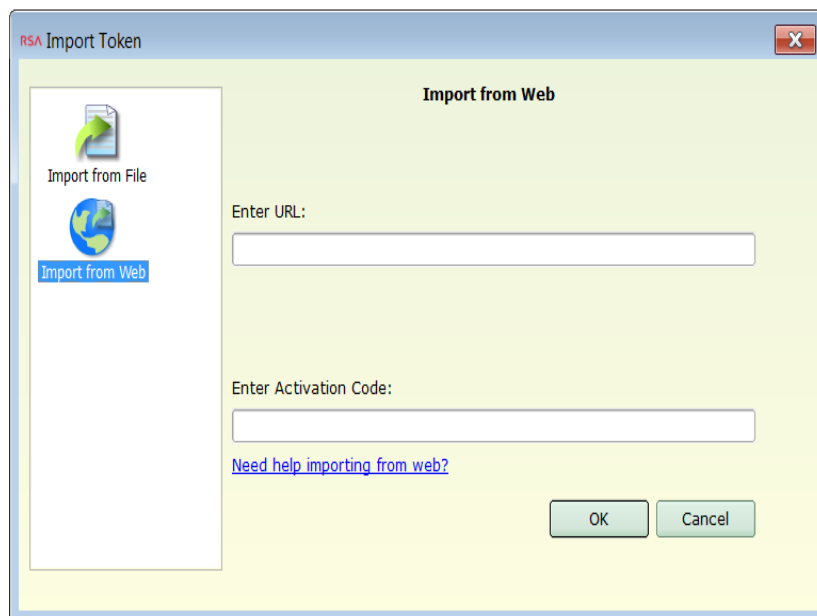 RSA Import Token
Import from Web
Import from File
Import from Web
Enter URL:
Enter Activation Code:
Need help importing from web?
OK
Cancel